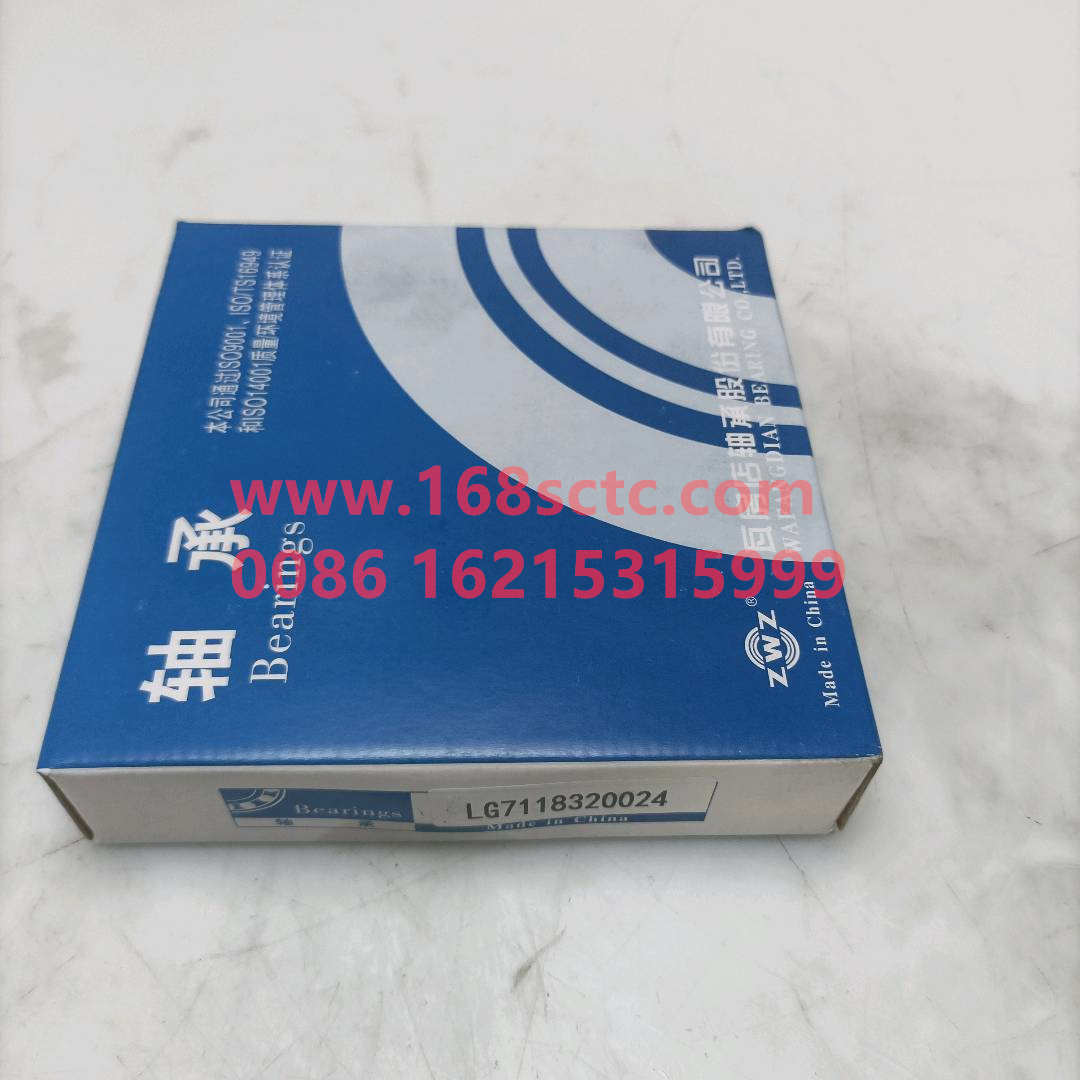 本公司通过ISO9001、ISO/TS16949
和ISO14001质量环境管理体系认证
轴承
Bearings
瓦房店轴承股份有限公司
WAFANGDIAN BEARING CO.,LTD.
ZWZ®
Made in China
www.168sctc.com
0086 16215315999
Bearings
轴承
LG7118320024
Made in China